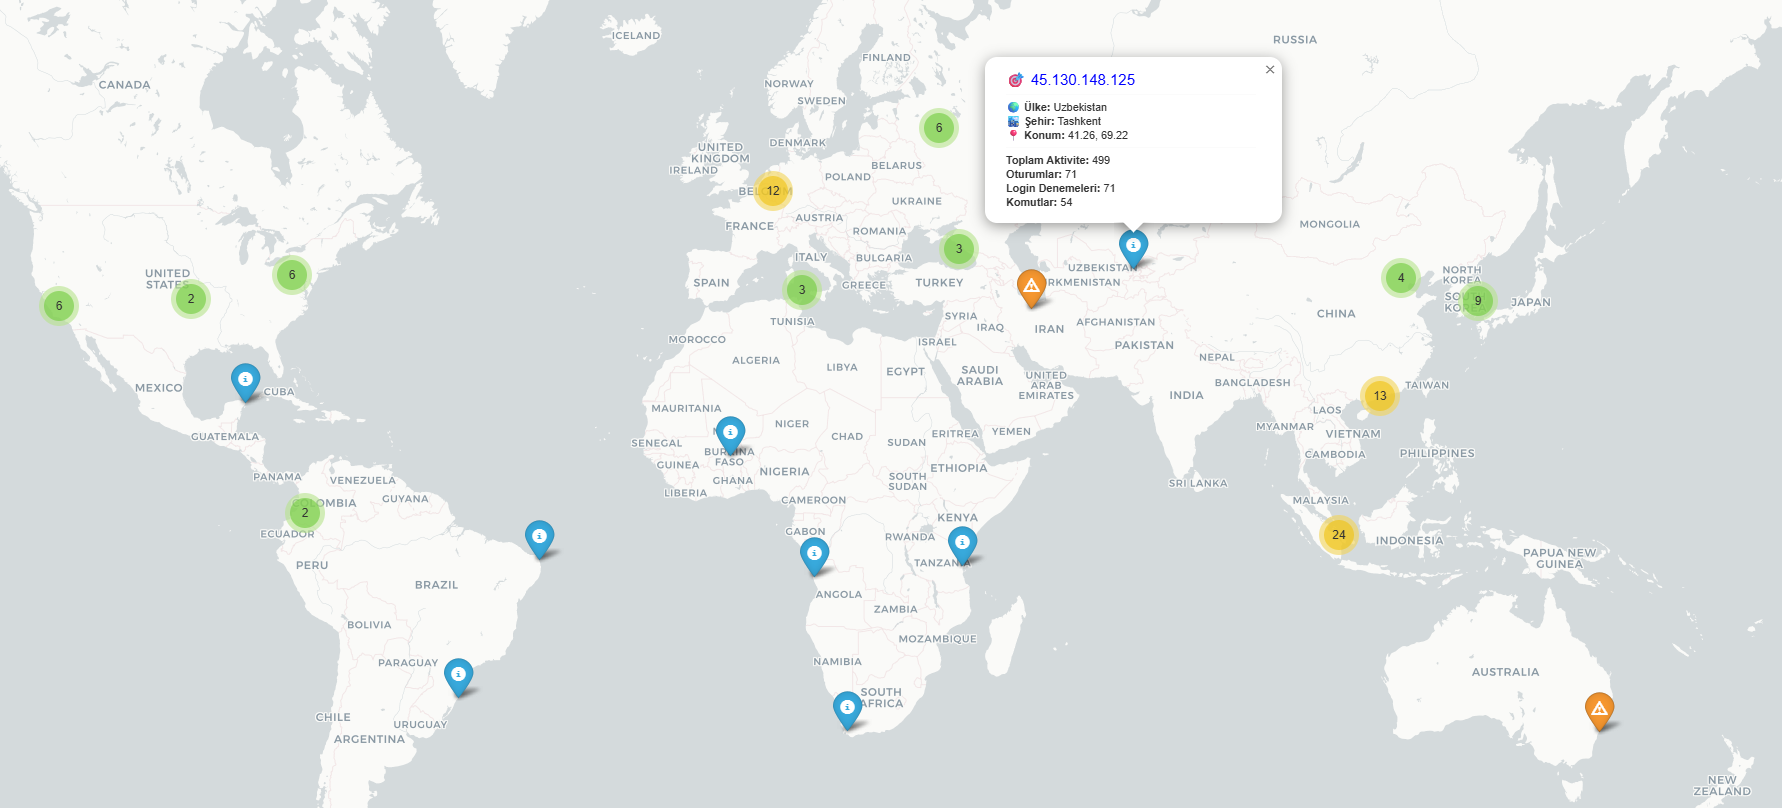 ICELAND
RUSSIA
FINLAND
CANADA
NORWAY
SWEDEN
45.130.148.125
Ülke: Uzbekistan
Şehir: Tashkent
Konum: 41.26, 69.22
Toplam Aktivite: 499
Oturumlar: 71
Login Denemeleri: 71
Komutlar: 54
×
6
DENMARK
UNITED
KINGDOM
IRELAND
BELARUS
POLAND
12
UKRAINE
AUSTRIA
FRANCE
ROMANIA
MONGOLIA
ITALY
BULGARIA
3
UZBEKISTAN
SPAIN
GREECE
TURKEY
3
UNITED
STATES
6
2
6
4
NORTH
KOREA
9
JAPAN
CHINA
TUNISIA
SYRIA
IRAQ
IRAN
AFGHANISTAN
MOROCCO
ISRAEL
PAKISTAN
ALGERIA
LIBYA
EGYPT
SAUDI
ARABIA
UNITED
ARAB
EMIRATES
NEPAL
BANGLADESH
TAIWAN
INDIA
13
MEXICO
CUBA
MAURITANIA
LAOS
NIGER
CHAD
SUDAN
ERITREA
YEMEN
MYANMAR
VIETNAM
GUATEMALA
SENEGAL
BURKINA
FASO
GUINEA
NIGERIA
ETHIOPIA
CAMBODIA
PHILIPPINES
PANAMA
VENEZUELA
GHANA
SOUTH
SUDAN
SRI LANKA
LIBERIA
CAMEROON
MALAYSIA
COLOMBIA
GUYANA
2
KENYA
ECUADOR
GABON
RWANDA
24
INDONESIA
PERU
TANZANIA
PAPUA NEW
GUINEA
BRAZIL
ANGOLA
ZAMBIA
BOLIVIA
MOZAMBIQUE
PARAGUAY
NAMIBIA
AUSTRALIA
SOUTH
AFRICA
CHILE
URUGUAY
ARGENTINA
NEW
ZEALAND